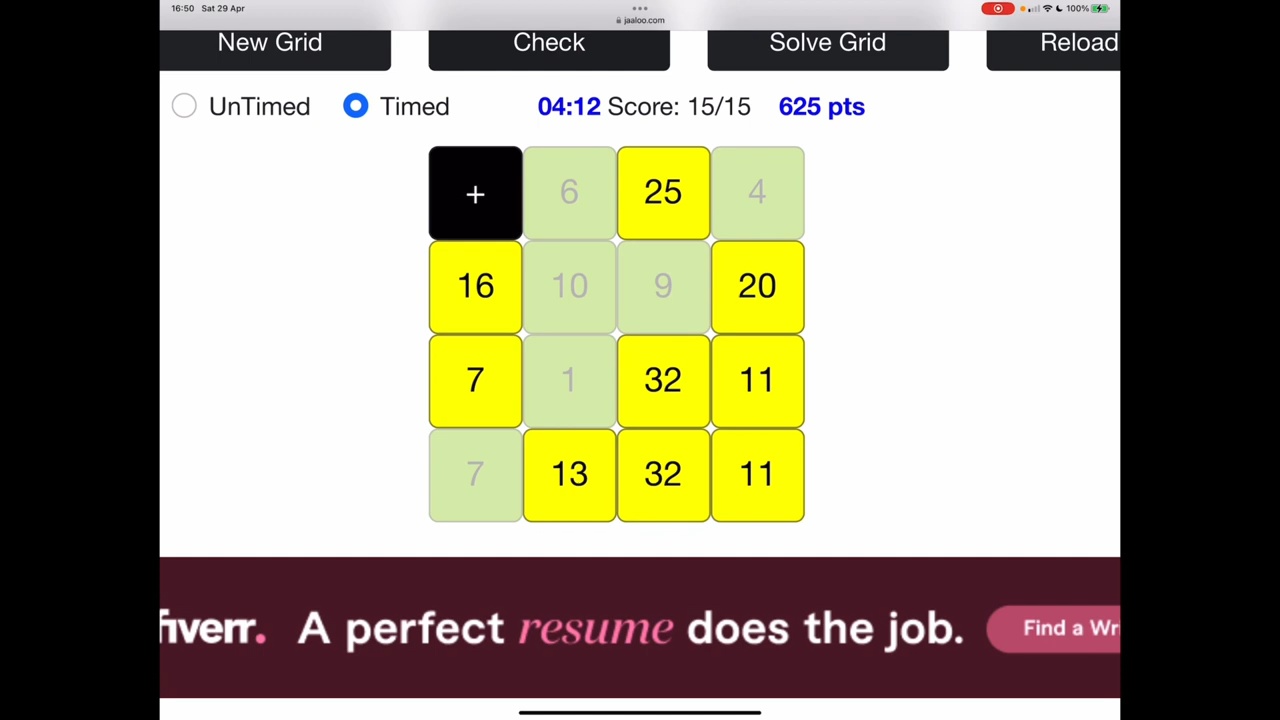 16:50 Sat 29 Apr
100%
jaaloo.com
New Grid Check Solve Grid Reload
UnTimed Timed 04:12 Score: 15/15 625 pts
+ 6 25 4
16 10 9 20
7 1 32 11
7 13 32 11
fiverr. A perfect resume does the job. Find a Wri